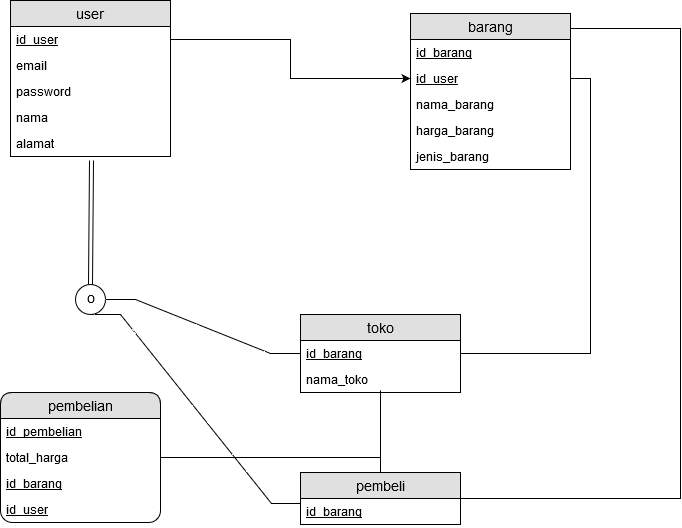 user
id_user
email
password
nama
alamat
barang
id_barang
id_user
nama_barang
harga_barang
jenis_barang
o
toko
id_barang
nama_toko
pembelian
id_pembelian
total_harga
id_barang
id_user
pembeli
id_barang